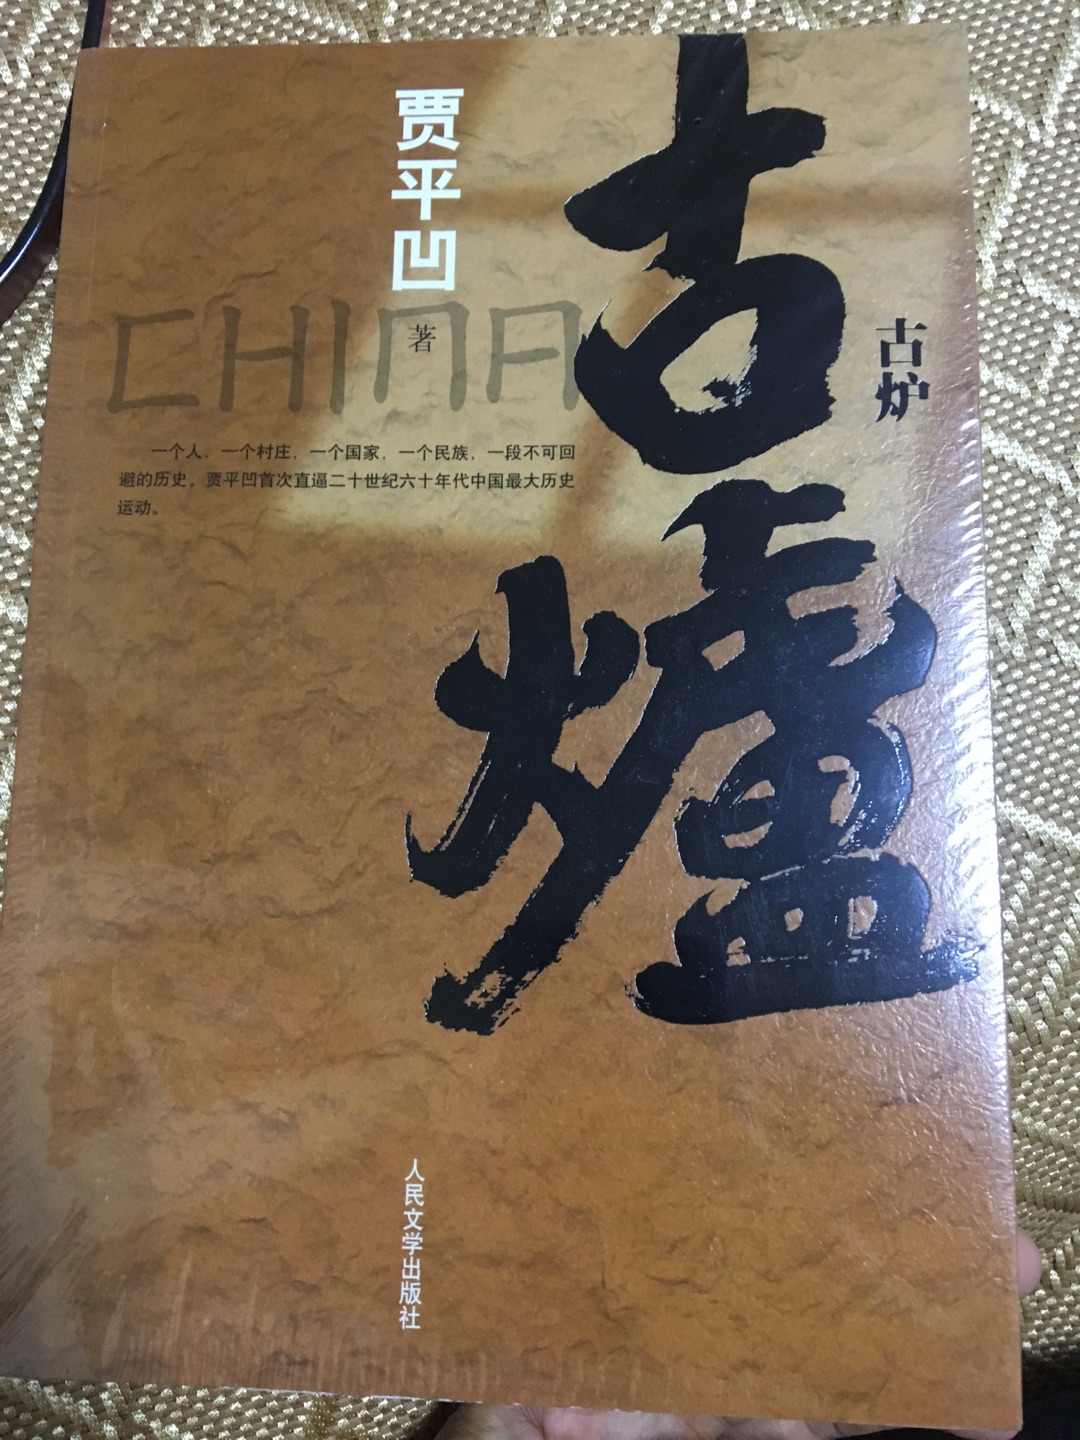 贾平凹
著
古爐
古炉
CHINA
一个人，一个村庄，一个国家，一个民族，一段不可回
避的历史。贾平凹首次直逼二十世纪六十年代中国最大历史
运动。
人民文学出版社